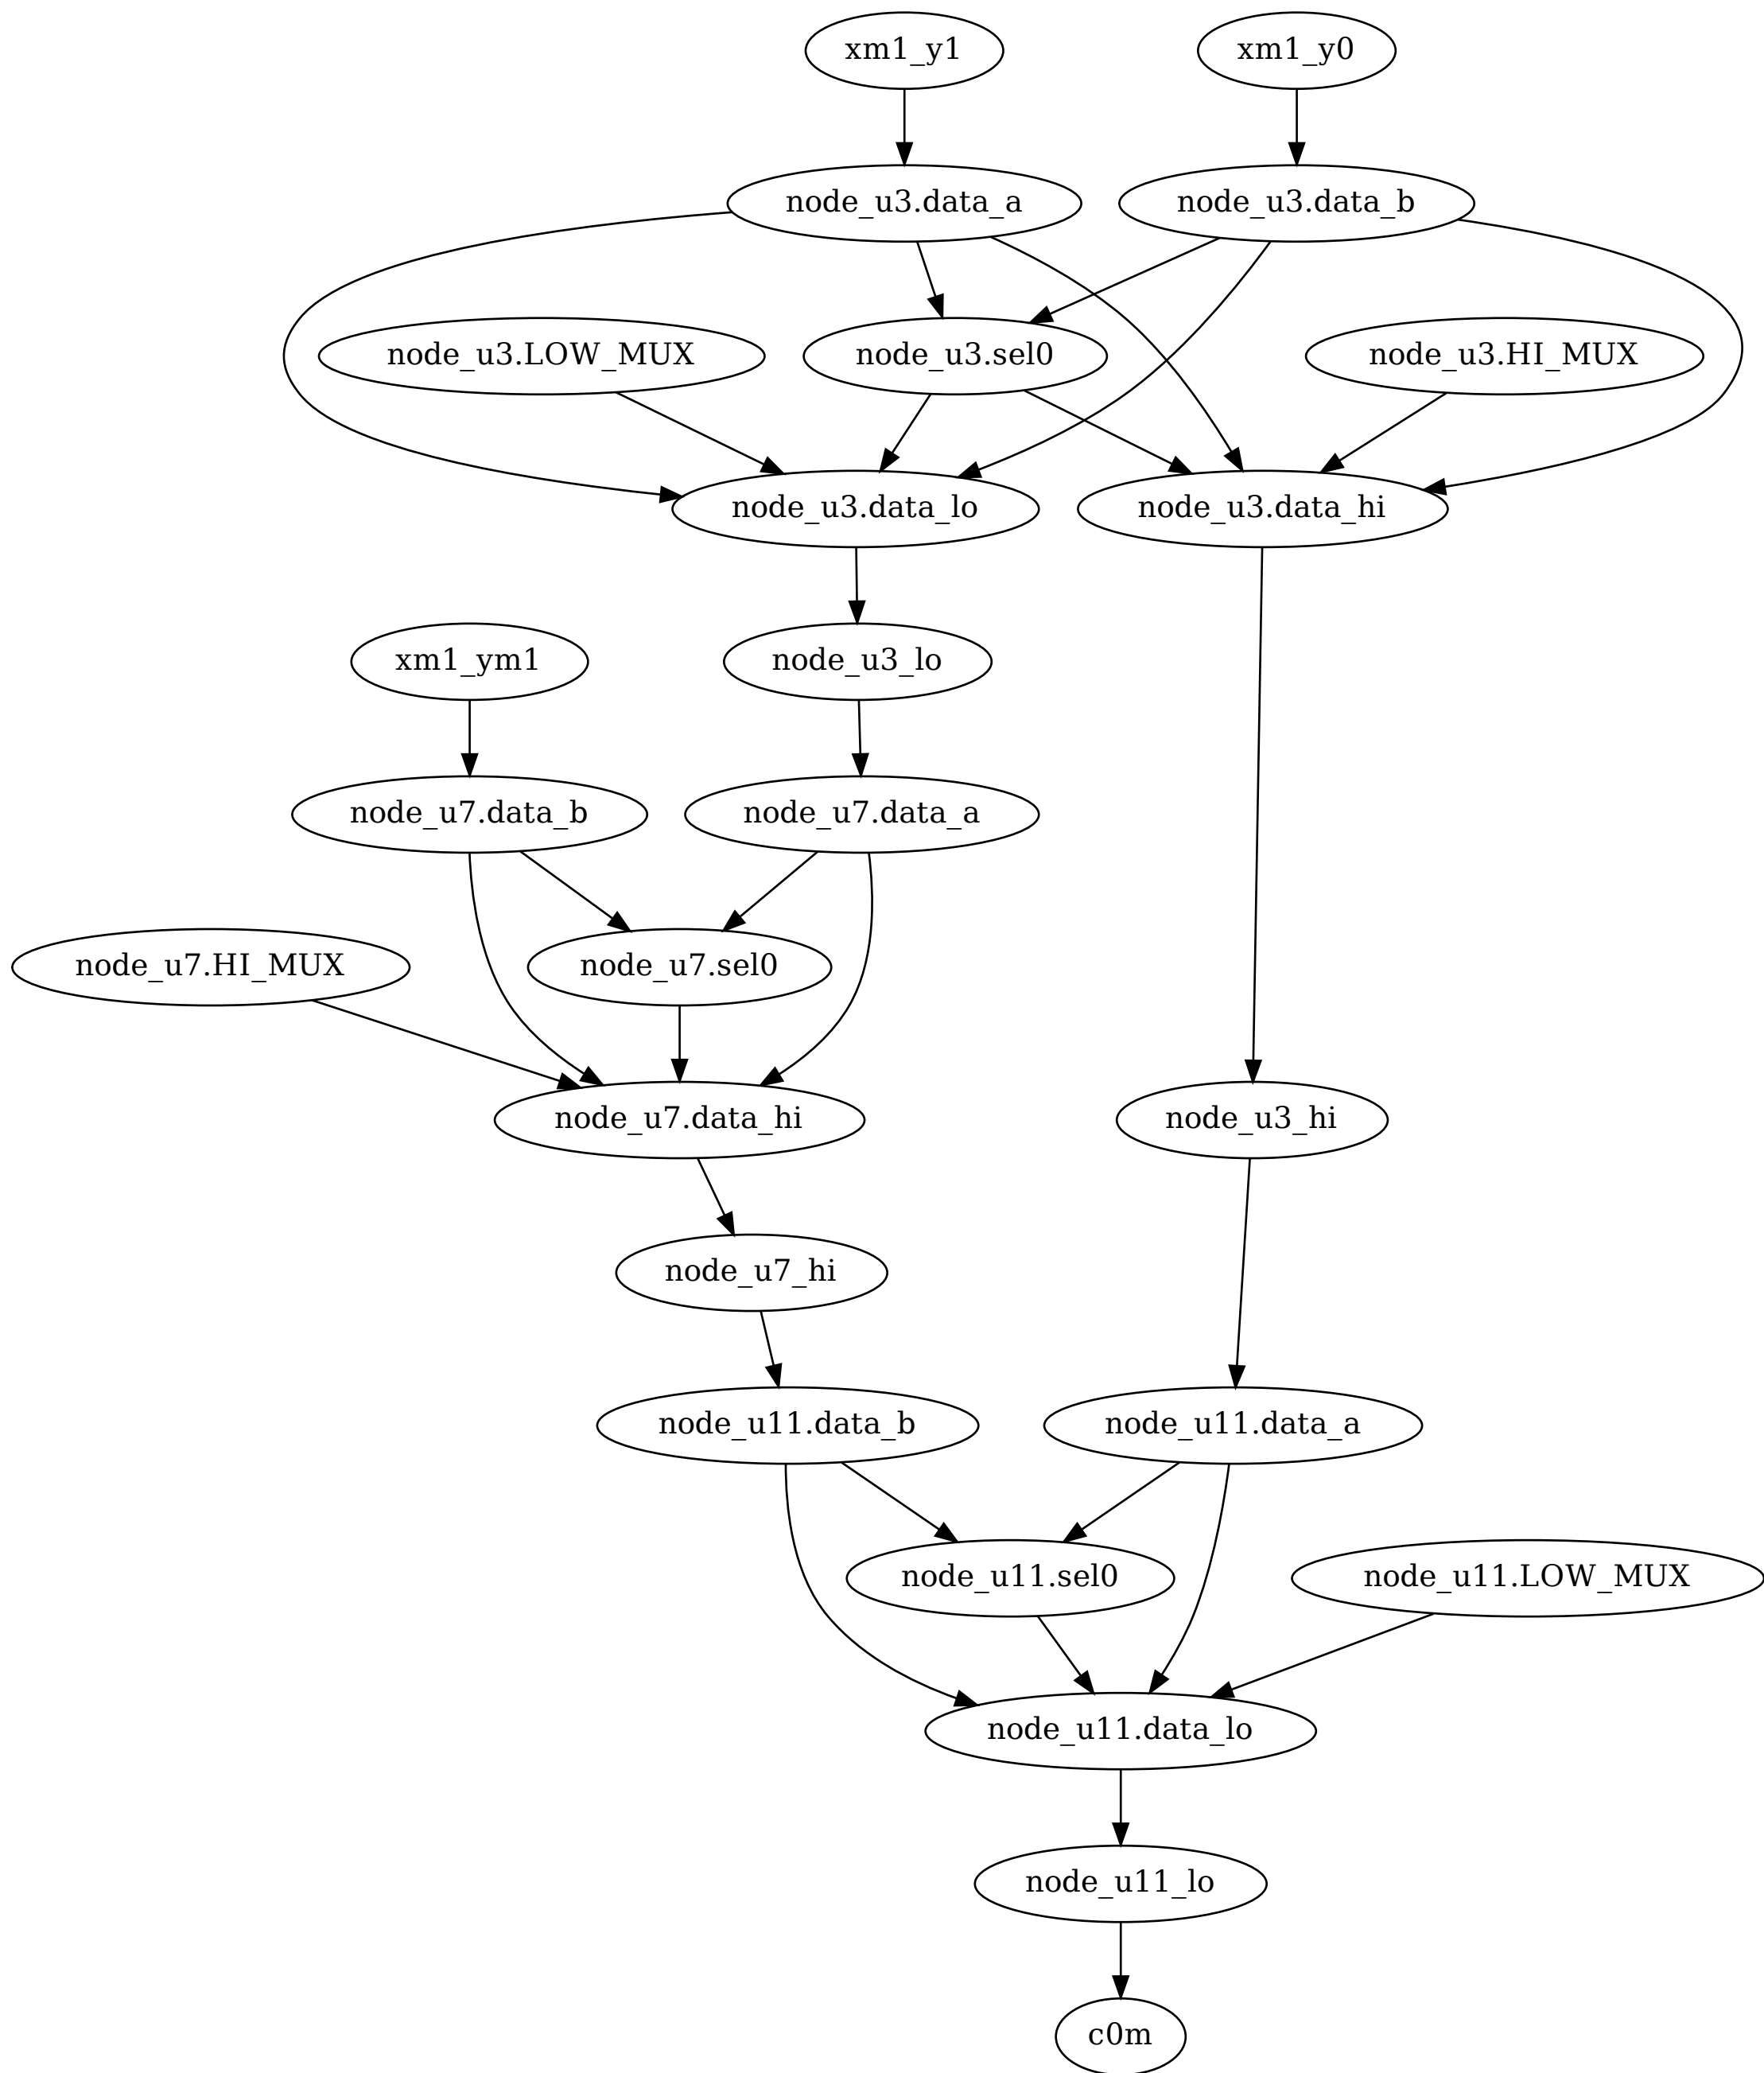 xm1_y1
xm1_y0
node_u3.data_a
node_u3.data_b
node_u3.LOW_MUX
node_u3.sel0
node_u3.HI_MUX
node_u3.data_lo
node_u3.data_hi
xm1_ym1
node_u3_lo
node_u7.data_b
node_u7.data_a
node_u7.HI_MUX
node_u7.sel0
node_u7.data_hi
node_u3_hi
node_u7_hi
node_u11.data_b
node_u11.data_a
node_u11.sel0
node_u11.LOW_MUX
node_u11.data_lo
node_u11_lo
c0m